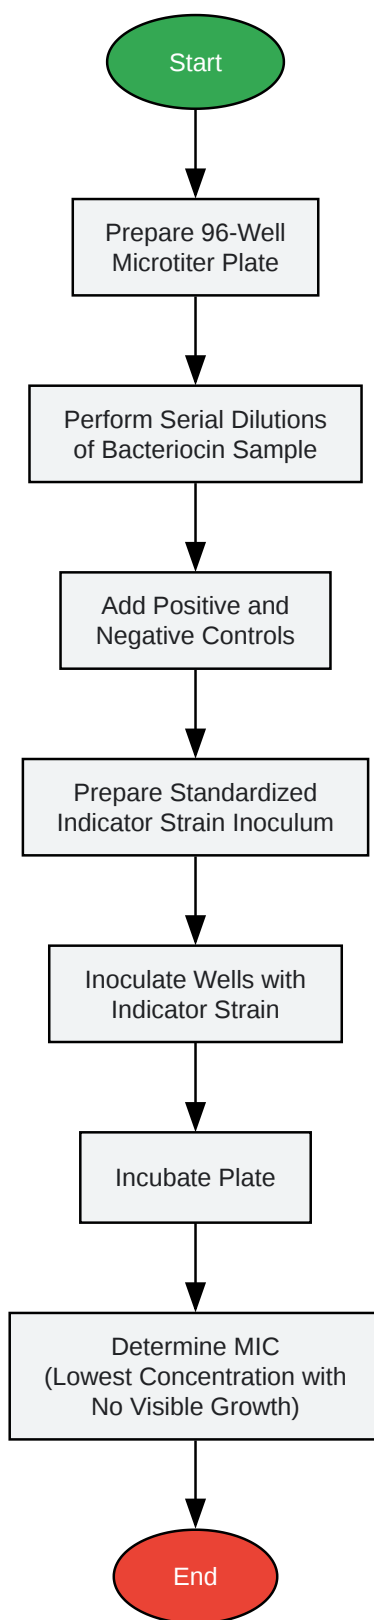 Start
Prepare 96-Well
Microtiter Plate
Perform Serial Dilutions
of Bacteriocin Sample
Add Positive and
Negative Controls
Prepare Standardized
Indicator Strain Inoculum
Inoculate Wells with
Indicator Strain
Incubate Plate
Determine MIC
(Lowest Concentration with
No Visible Growth)
End